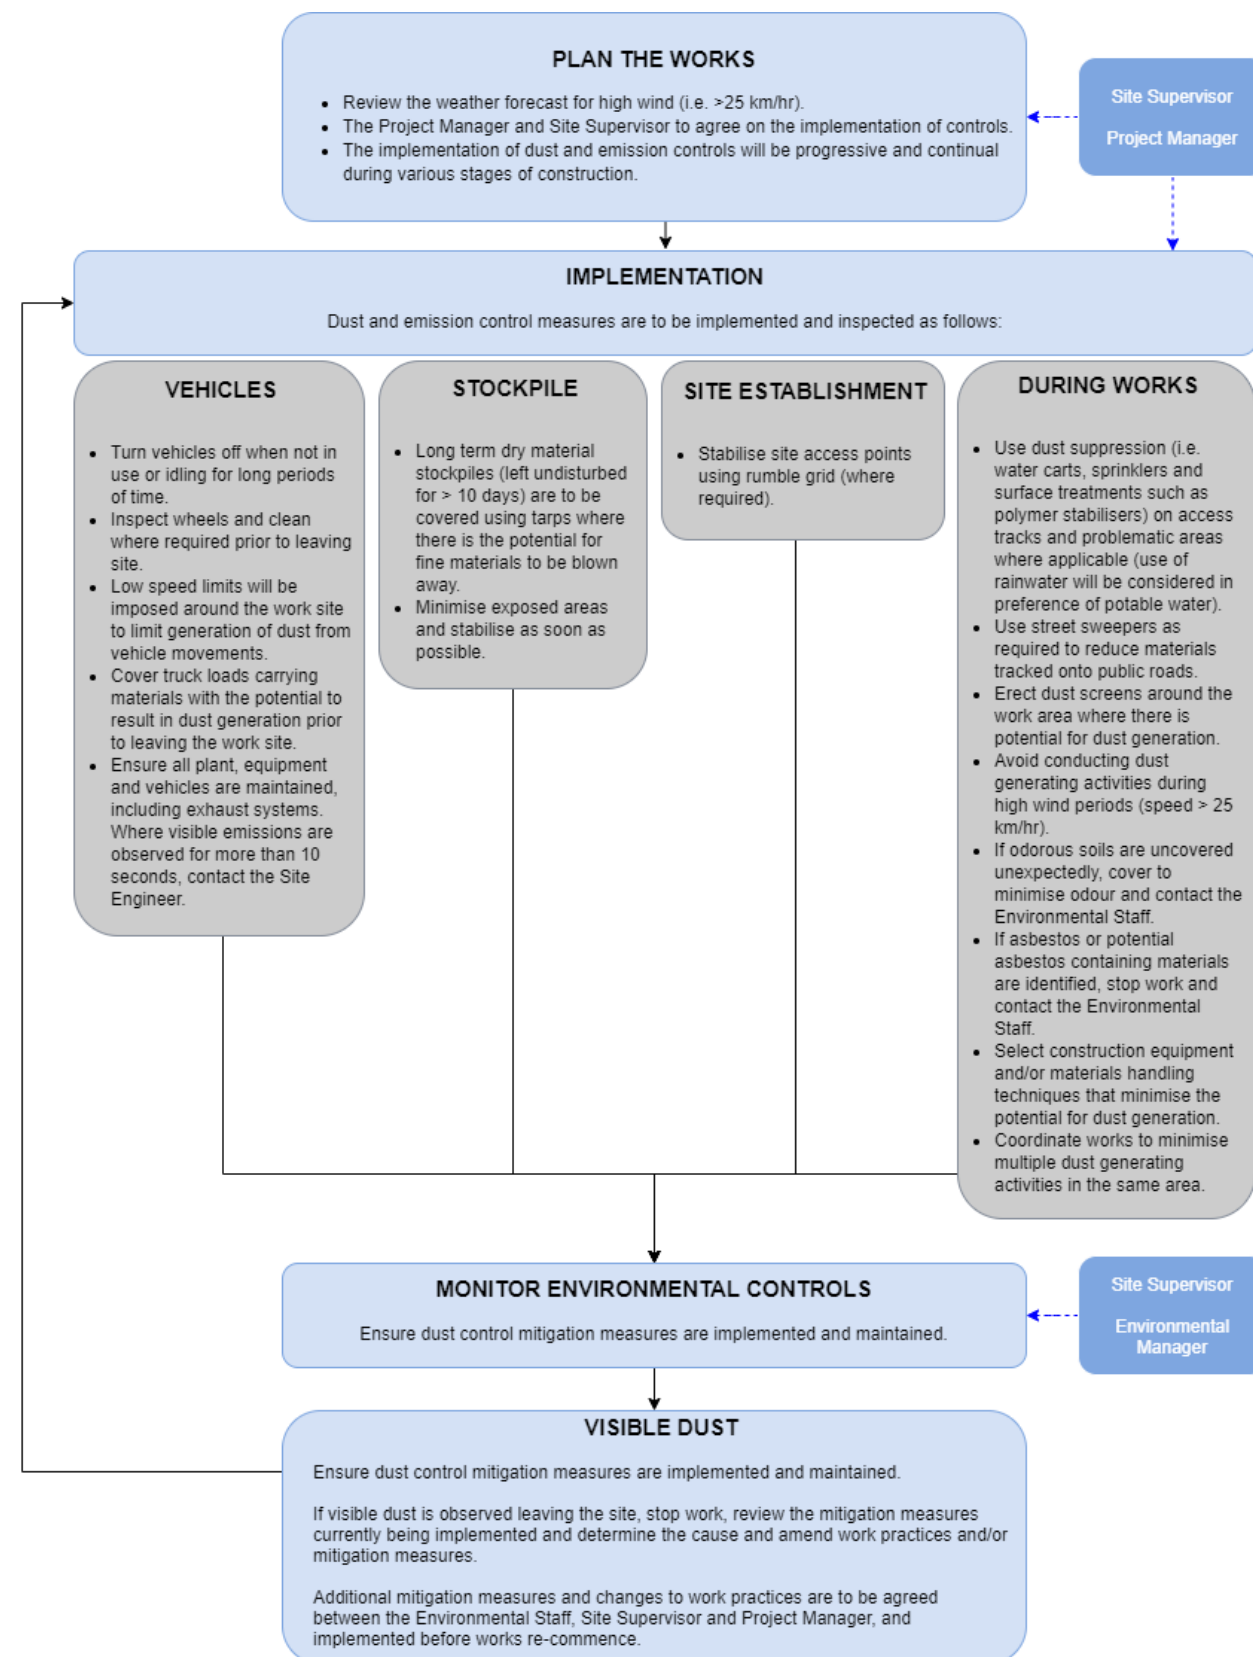 PLAN THE WORKS
• Review the weather forecast for high wind (i.e. >25 km/hr).
• The Project Manager and Site Supervisor to agree on the implementation of controls.
• The implementation of dust and emission controls will be progressive and continual
during various stages of construction.
Site Supervisor
Project Manager
IMPLEMENTATION
Dust and emission control measures are to be implemented and inspected as follows:
VEHICLES
• Turn vehicles off when not in
use or idling for long periods
of time.
• Inspect wheels and clean
where required prior to leaving
site.
• Low speed limits will be
imposed around the work site
to limit generation of dust from
vehicle movements.
• Cover truck loads carrying
materials with the potential to
result in dust generation prior
to leaving the work site.
• Ensure all plant, equipment
and vehicles are maintained,
including exhaust systems.
Where visible emissions are
observed for more than 10
seconds, contact the Site
Engineer.
STOCKPILE
• Long term dry material
stockpiles (left undisturbed
for > 10 days) are to be
covered using tarps where
there is the potential for
fine materials to be blown
away.
• Minimise exposed areas
and stabilise as soon as
possible.
SITE ESTABLISHMENT
• Stabilise site access points
using rumble grid (where
required).
DURING WORKS
• Use dust suppression (i.e.
water carts, sprinklers and
surface treatments such as
polymer stabilisers) on access
tracks and problematic areas
where applicable (use of
rainwater will be considered in
preference of potable water).
• Use street sweepers as
required to reduce materials
tracked onto public roads.
• Erect dust screens around the
work area where there is
potential for dust generation.
• Avoid conducting dust
generating activities during
high wind periods (speed > 25
km/hr).
• If odorous soils are uncovered
unexpectedly, cover to
minimise odour and contact the
Environmental Staff.
• If asbestos or potential
asbestos containing materials
are identified, stop work and
contact the Environmental
Staff.
• Select construction equipment
and/or materials handling
techniques that minimise the
potential for dust generation.
• Coordinate works to minimise
multiple dust generating
activities in the same area.
MONITOR ENVIRONMENTAL CONTROLS
Ensure dust control mitigation measures are implemented and maintained.
Site Supervisor
Environmental
Manager
VISIBLE DUST
Ensure dust control mitigation measures are implemented and maintained.
If visible dust is observed leaving the site, stop work, review the mitigation measures
currently being implemented and determine the cause and amend work practices and/or
mitigation measures.
Additional mitigation measures and changes to work practices are to be agreed
between the Environmental Staff, Site Supervisor and Project Manager, and
implemented before works re-commence.